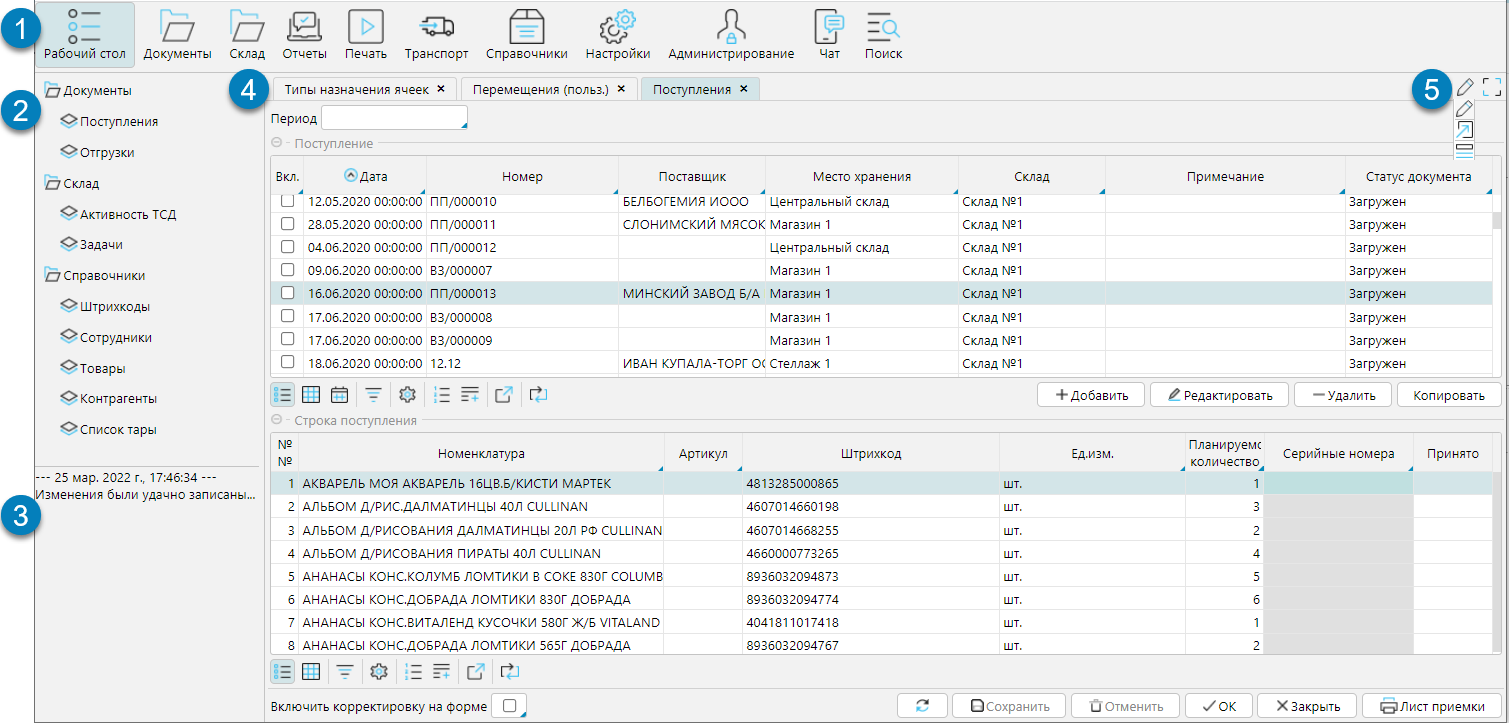 1
Рабочий стол Документы Склад Отчеты Печать Транспорт Справочники Настройки Администрирование Чат Поиск
2
Документы
Поступления
Отгрузки
Склад
Активность ТСД
Задачи
Справочники
Штрихкоды
Сотрудники
Товары
Контрагенты
Список тары
3
--- 25 мар. 2022 г., 17:46:34 ---
Изменения были удачно записаны...
4
Типы назначения ячеек × Перемещения (польз.) × Поступления ×
5
Период
Поступление
Вкл. Дата Номер Поставщик Место хранения Склад Примечание Статус документа
12.05.2020 00:00:00 ПП/000010 БЕЛБОГЕМИЯ ИООО Центральный склад Склад №1 Загружен
28.05.2020 00:00:00 ПП/000011 СЛОНИМСКИЙ МЯСОК Магазин 1 Склад №1 Загружен
04.06.2020 00:00:00 ПП/000012 Центральный склад Склад №1 Загружен
09.06.2020 00:00:00 ВЗ/000007 Магазин 1 Склад №1 Загружен
16.06.2020 00:00:00 ПП/000013 МИНСКИЙ ЗАВОД Б/А Магазин 1 Склад №1 Загружен
17.06.2020 00:00:00 ВЗ/000008 Магазин 1 Склад №1 Загружен
17.06.2020 00:00:00 ВЗ/000009 Магазин 1 Склад №1 Загружен
18.06.2020 00:00:00 12.12 ИВАН КУПАЛА-ТОРГ ОС Стеллаж 1 Склад №1 Загружен
Добавить Редактировать Удалить Копировать
Строка поступления
№ № Номенклатура Артикул Штрихкод Ед.изм. Планируемо количество Серийные номера Принято
1 АКВАРЕЛЬ МОЯ АКВАРЕЛЬ 16ЦВ.Б/КИСТИ МАРТЕК 4813285000865 шт. 1
2 АЛЬБОМ Д/РИС.ДАЛМАТИНЦЫ 40Л CULLINAN 4607014660198 шт. 3
3 АЛЬБОМ Д/РИСОВАНИЯ ДАЛМАТИНЦЫ 20Л РФ CULLINAN 4607014668255 шт. 2
4 АЛЬБОМ Д/РИСОВАНИЯ ПИРАТЫ 40Л CULLINAN 4660000773265 шт. 4
5 АНАНАСЫ КОНС.КОЛУМБ ЛОМТИКИ В СОКЕ 830Г COLUMB 8936032094873 шт. 5
6 АНАНАСЫ КОНС.ДОБРАДА ЛОМТИКИ 830Г ДОБРАДА 8936032094774 шт. 6
7 АНАНАСЫ КОНС.ВИТАЛЕНД КУСОЧКИ 580Г Ж/Б VITALAND 4041811017418 шт. 1
8 АНАНАСЫ КОНС.ДОБРАДА ЛОМТИКИ 565Г ДОБРАДА 8936032094767 шт. 2
Включить корректировку на форме Сохранить Отменить ОК Закрыть Лист приемки